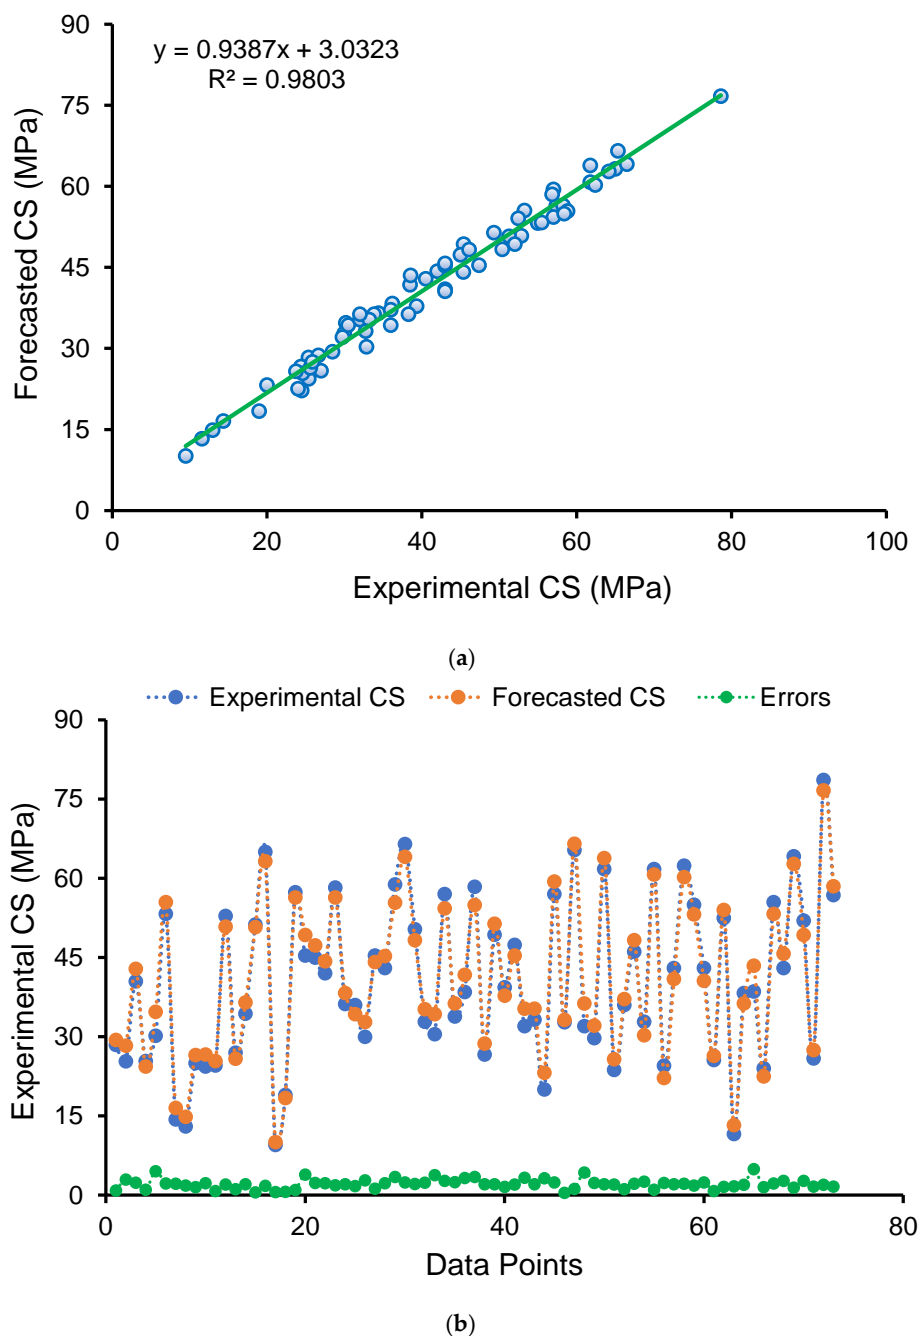 y = 0.9387x + 3.0323
R² = 0.9803
90
75
60
45
30
15
0
Forecasted CS (MPa)
0 20 40 60 80 100
Experimental CS (MPa)
(a)
Experimental CS Forecasted CS Errors
90
75
60
45
30
15
0
Experimental CS (MPa)
0 20 40 60 80
Data Points
(b)